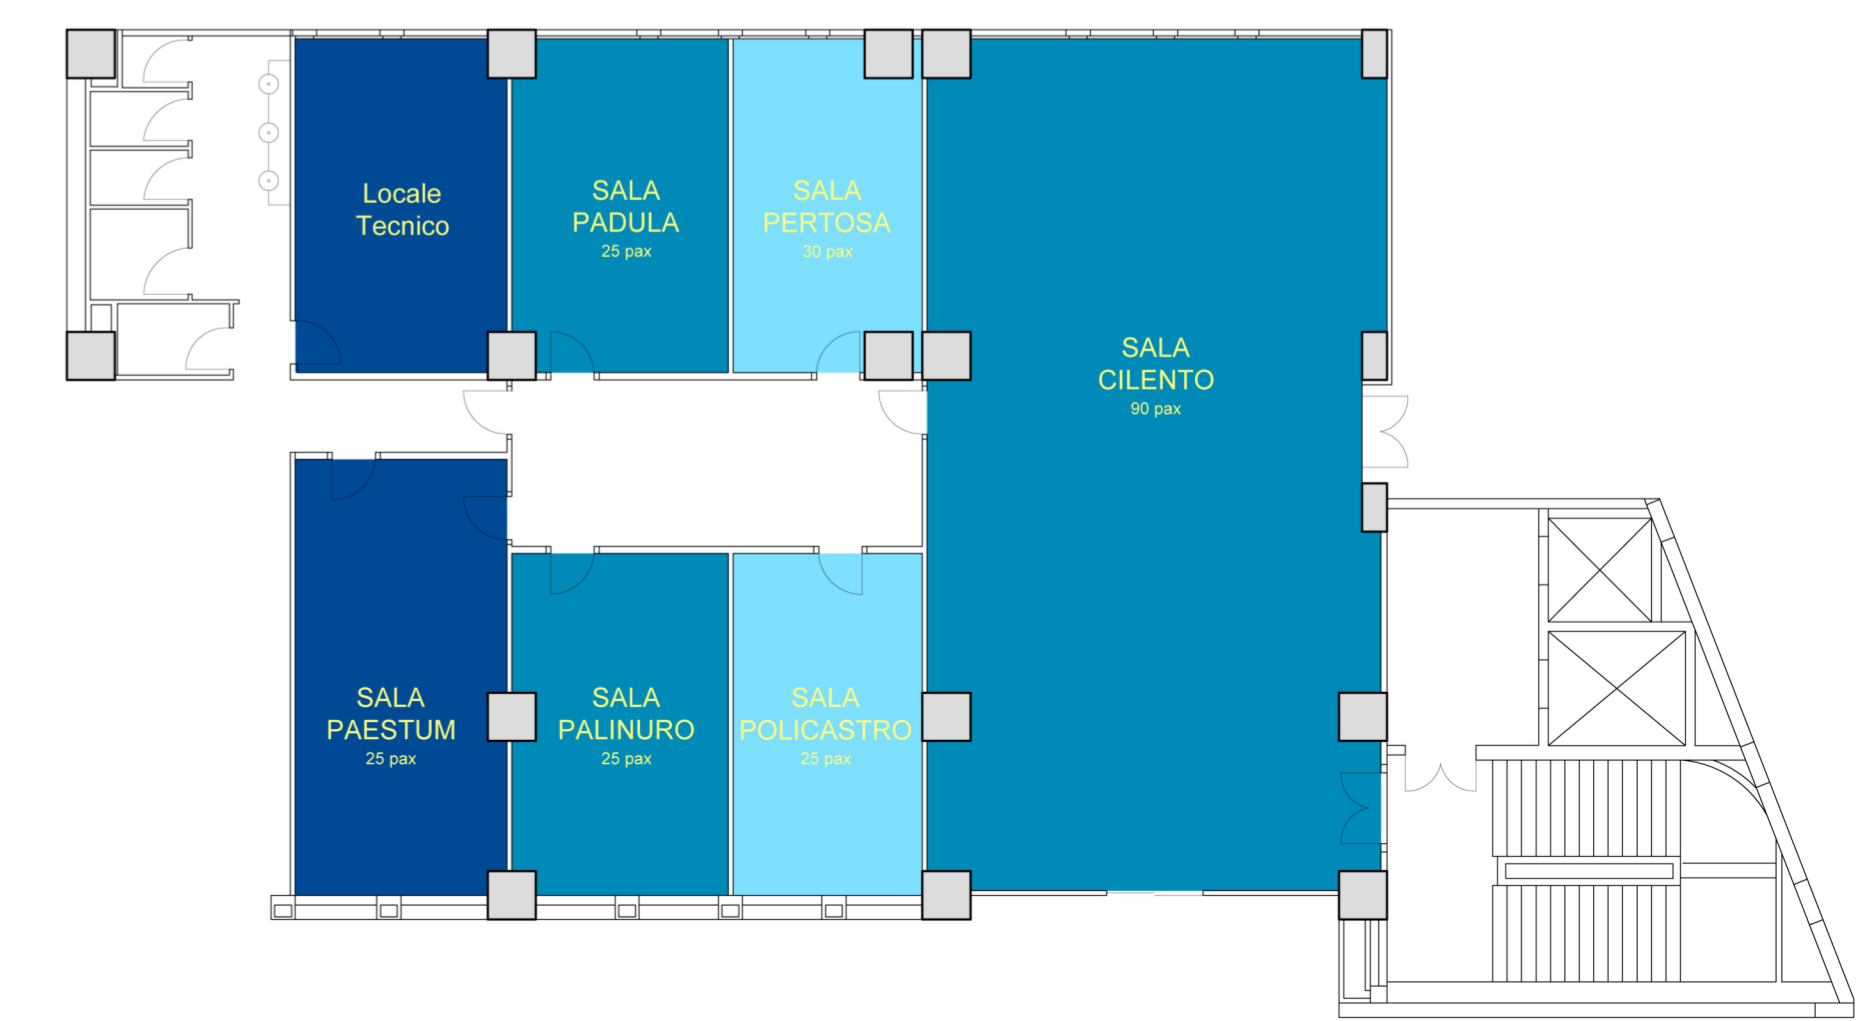 Locale
Tecnico
SALA
PADULA
25 pax
SALA
PERTOSA
30 pax
SALA
CILENTO
90 pax
SALA
PAESTUM
25 pax
SALA
PALINURO
25 pax
SALA
POLICASTRO
25 pax